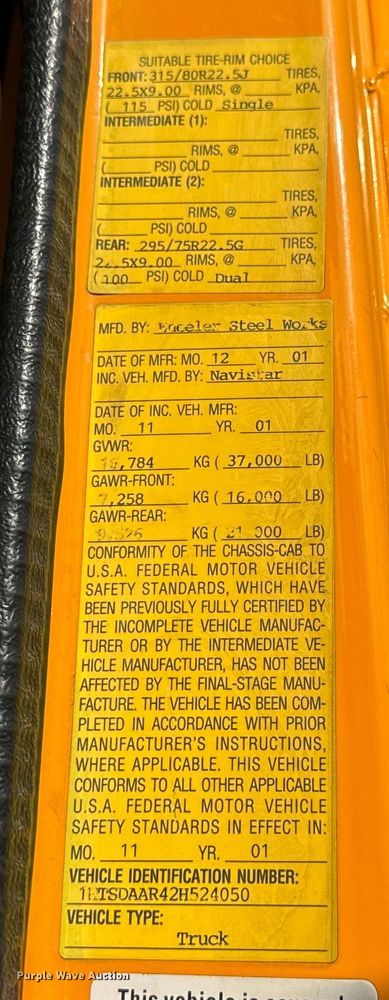 SUITABLE TIRE-RIM CHOICE
FRONT: 315/80R22.5J TIRES,
22.5X9.00 RIMS, @ KPA,
( 115 PSI) COLD Single
INTERMEDIATE (1):
TIRES,
RIMS, @ KPA,
( PSI) COLD
INTERMEDIATE (2):
TIRES,
RIMS, @ KPA,
( PSI) COLD
REAR: 295/75R22.5G TIRES,
22.5X9.00 RIMS, @ KPA,
(100 PSI) COLD Dual
MFD. BY: Steel Works
DATE OF MFR: MO. 12 YR. 01
INC. VEH. MFD. BY: Navistar
DATE OF INC. VEH. MFR:
MO. 11 YR. 01
GVWR:
KG ( 37,000 LB)
GAWR-FRONT:
7,258 KG ( 16,000 LB)
GAWR-REAR:
KG ( 21,000 LB)
CONFORMITY OF THE CHASSIS-CAB TO
U.S.A. FEDERAL MOTOR VEHICLE
SAFETY STANDARDS, WHICH HAVE
BEEN PREVIOUSLY FULLY CERTIFIED BY
THE INCOMPLETE VEHICLE MANUFAC-
TURER OR BY THE INTERMEDIATE VE-
HICLE MANUFACTURER, HAS NOT BEEN
AFFECTED BY THE FINAL-STAGE MANU-
FACTURE. THE VEHICLE HAS BEEN COM-
PLETED IN ACCORDANCE WITH PRIOR
MANUFACTURER'S INSTRUCTIONS,
WHERE APPLICABLE. THIS VEHICLE
CONFORMS TO ALL OTHER APPLICABLE
U.S.A. FEDERAL MOTOR VEHICLE
SAFETY STANDARDS IN EFFECT IN:
MO. 11 YR. 01
VEHICLE IDENTIFICATION NUMBER:
1HTSDAAR42H524050
VEHICLE TYPE:
Truck
Purple Wave Auction
This vehicle is